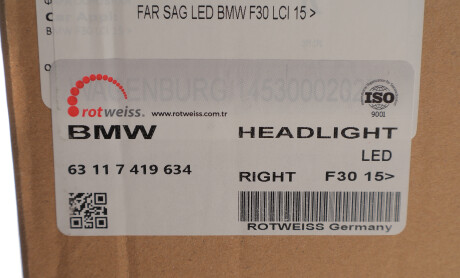 FAR SAG LED BMW F30 LCI 15 >
rotweiss. www.rotweiss.com.tr
ISO
9001
BMW HEADLIGHT
LED
63 11 7 419 634
RIGHT F30 15>
ROTWEISS Germany